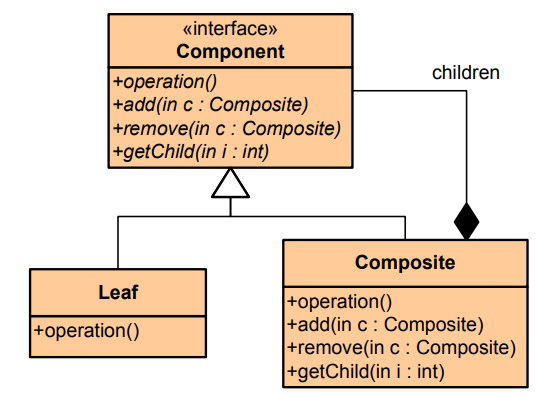 «interface»
Component
+operation()
+add(in c : Composite)
+remove(in c : Composite)
+getChild(in i : int)
children
Leaf
+operation()
Composite
+operation()
+add(in c : Composite)
+remove(in c : Composite)
+getChild(in i : int)